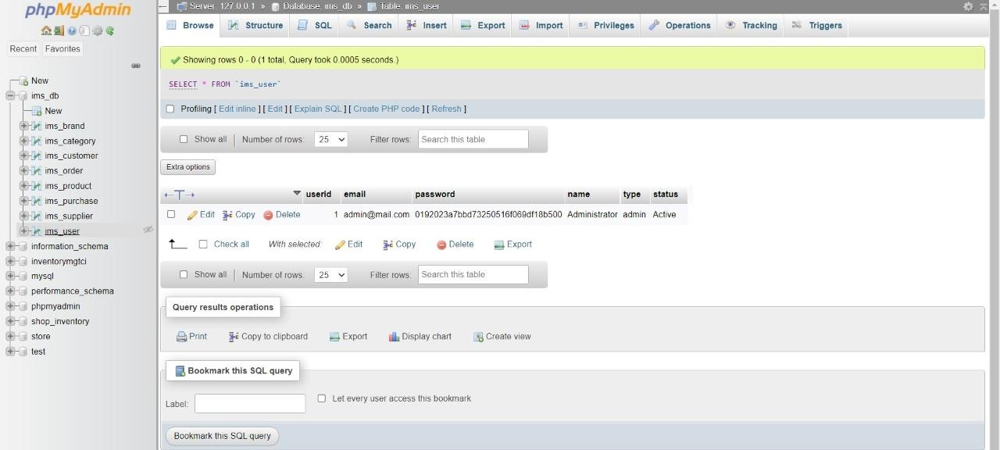 phpMyAdmin
Recent Favorites
New
ims_db
New
ims_brand
ims_category
ims_customer
ims_order
ims_product
ims_purchase
ims_supplier
ims_user
information_schema
inventorymgtci
mysql
performance_schema
phpmyadmin
shop_inventory
store
test
Server: 127.0.0.1 » Database: ims_db » Table: ims_user
Browse Structure SQL Search Insert Export Import Privileges Operations Tracking Triggers
Showing rows 0 - 0 (1 total, Query took 0.0005 seconds.)
SELECT * FROM `ims_user`
Profiling [ Edit inline ] [ Edit ] [ Explain SQL ] [ Create PHP code ] [ Refresh ]
Show all Number of rows: 25 Filter rows: Search this table
Extra options
userid email password name type status
Edit Copy Delete 1 admin@mail.com 0192023a7bbd73250516f069df18b500 Administrator admin Active
Check all With selected: Edit Copy Delete Export
Show all Number of rows: 25 Filter rows: Search this table
Query results operations
Print Copy to clipboard Export Display chart Create view
Bookmark this SQL query
Label: Let every user access this bookmark
Bookmark this SQL query